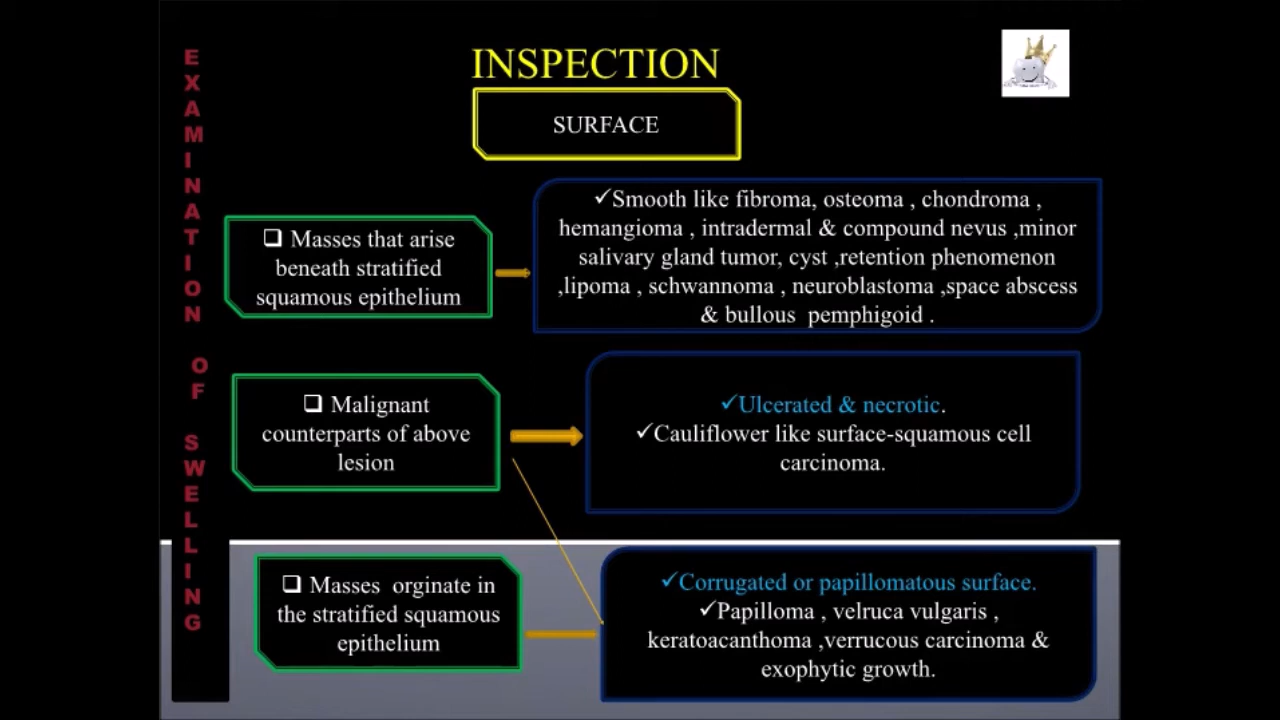 EXAMINATION OF SWELLING
INSPECTION
SURFACE
❑ Masses that arise
beneath stratified
squamous epithelium
✓Smooth like fibroma, osteoma , chondroma ,
hemangioma , intradermal & compound nevus ,minor
salivary gland tumor, cyst ,retention phenomenon
,lipoma , schwannoma , neuroblastoma ,space abscess
& bullous pemphigoid .
❑ Malignant
counterparts of above
lesion
✓Ulcerated & necrotic.
✓Cauliflower like surface-squamous cell
carcinoma.
❑ Masses orginate in
the stratified squamous
epithelium
✓Corrugated or papillomatous surface.
✓Papilloma , velruca vulgaris ,
keratoacanthoma ,verrucous carcinoma &
exophytic growth.